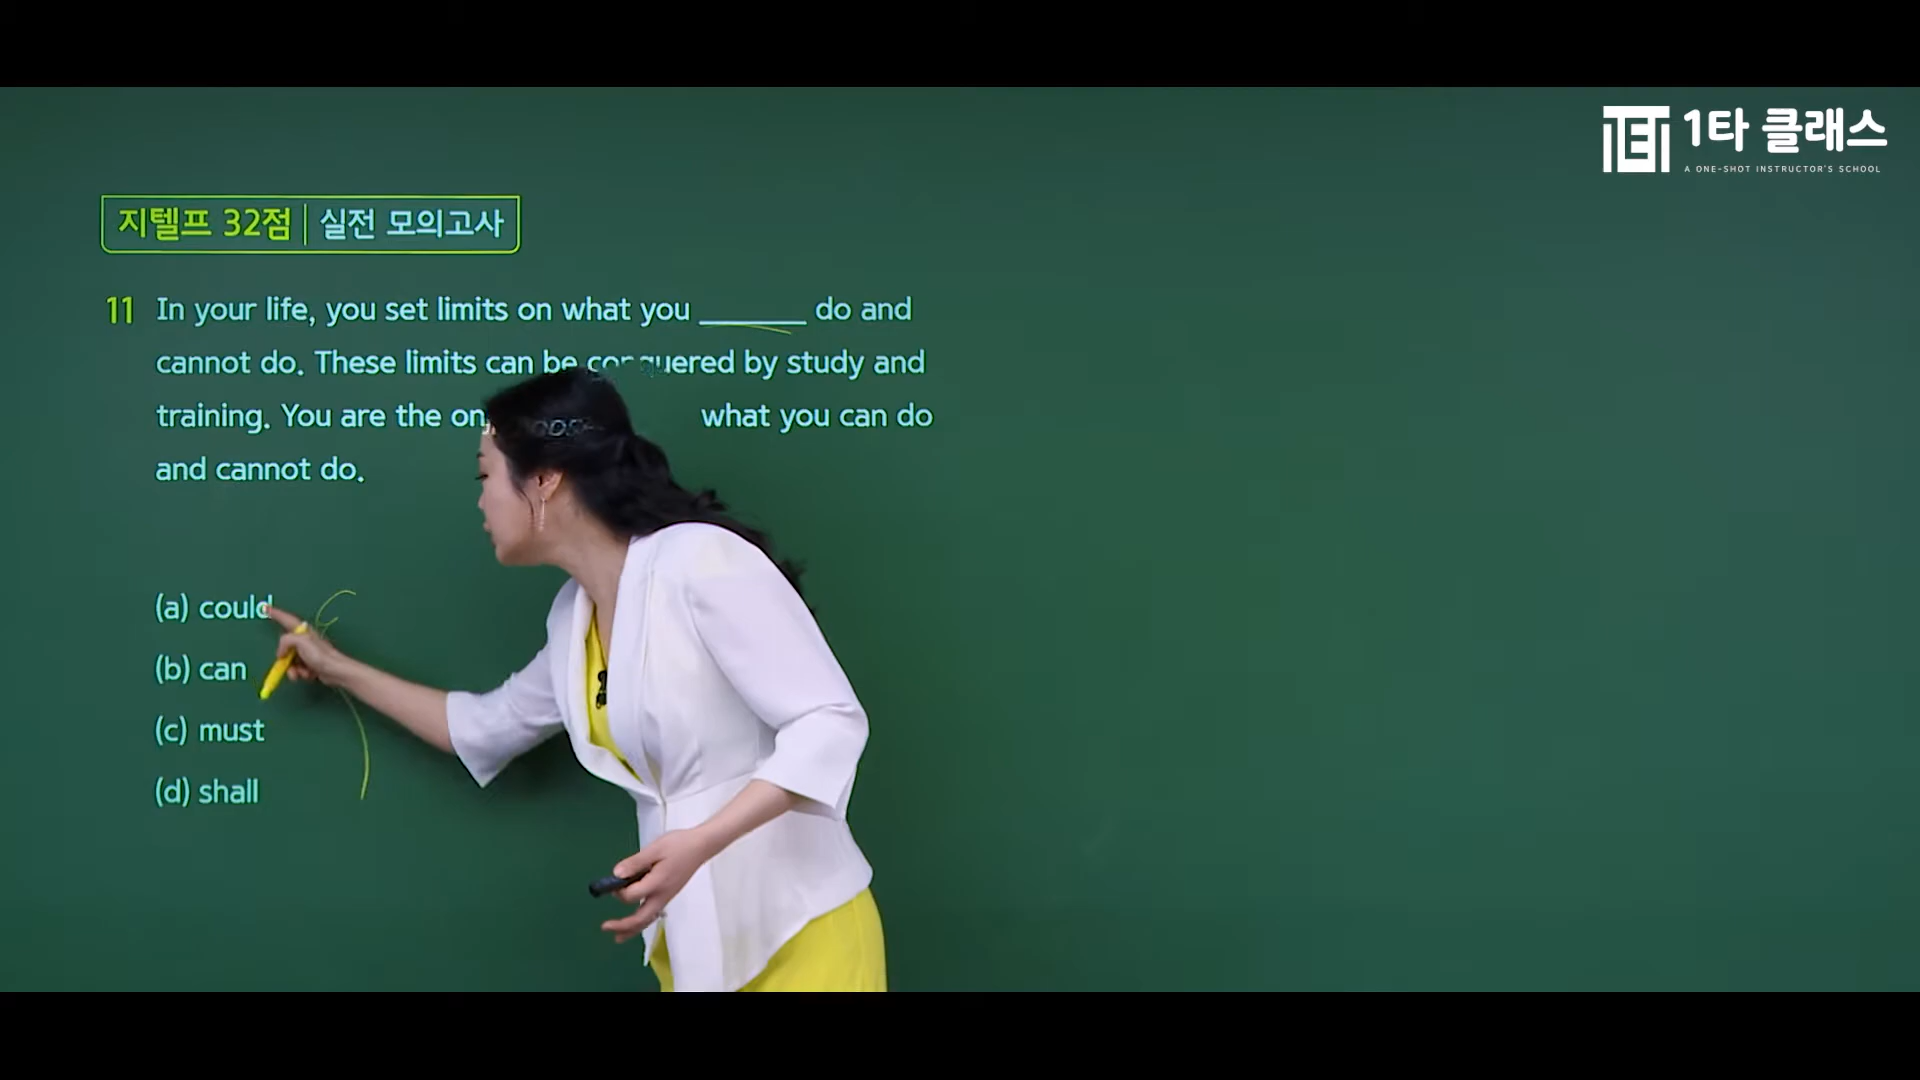 1타 클래스
A ONE-SHOT INSTRUCTOR'S SCHOOL
지텔프 32점 | 실전 모의고사
11 In your life, you set limits on what you _______ do and
cannot do. These limits can be conquered by study and
training. You are the what you can do
and cannot do.
(a) could
(b) can
(c) must
(d) shall